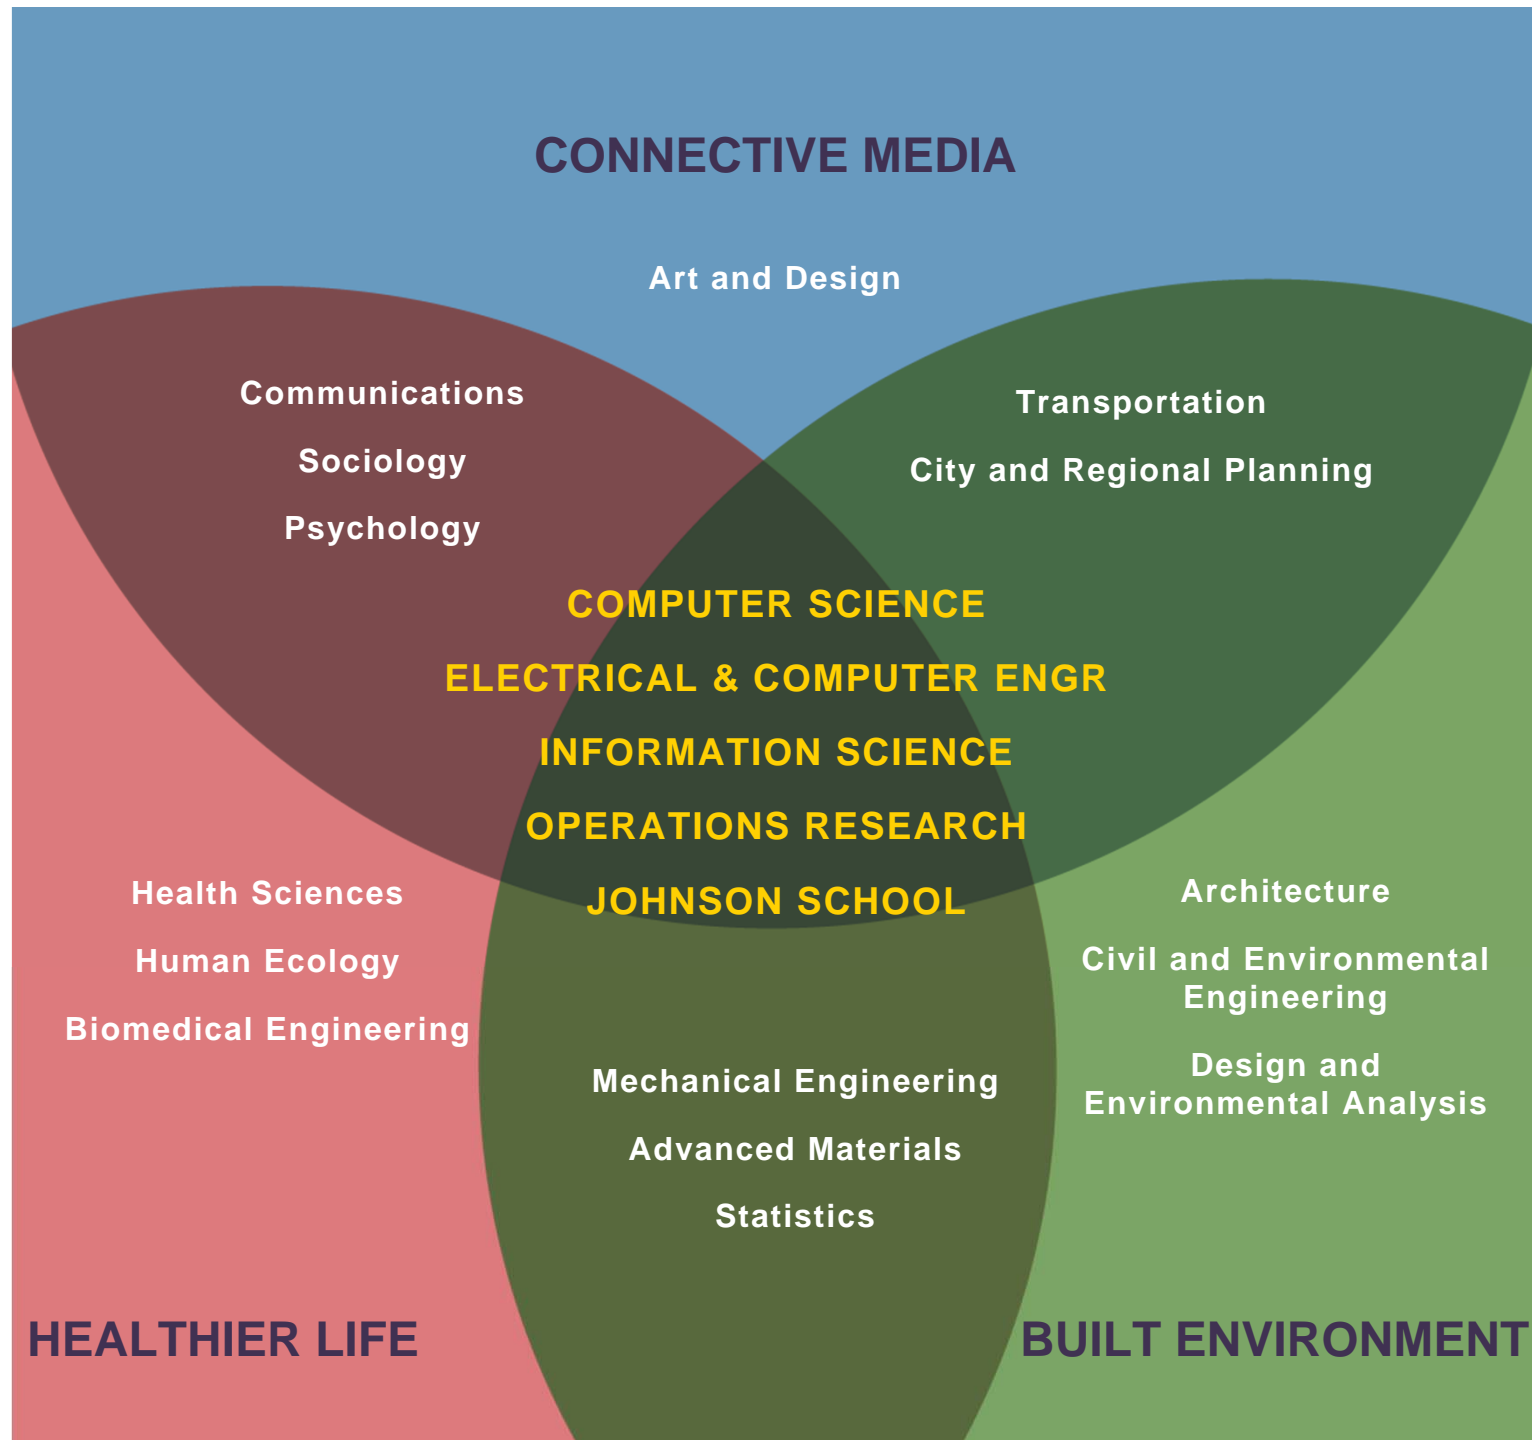 CONNECTIVE MEDIA
Art and Design
Communications
Sociology
Psychology
Transportation
City and Regional Planning
COMPUTER SCIENCE
ELECTRICAL & COMPUTER ENGR
INFORMATION SCIENCE
OPERATIONS RESEARCH
JOHNSON SCHOOL
Health Sciences
Human Ecology
Biomedical Engineering
Mechanical Engineering
Advanced Materials
Statistics
Architecture
Civil and Environmental
Engineering
Design and
Environmental Analysis
HEALTHIER LIFE
BUILT ENVIRONMENT